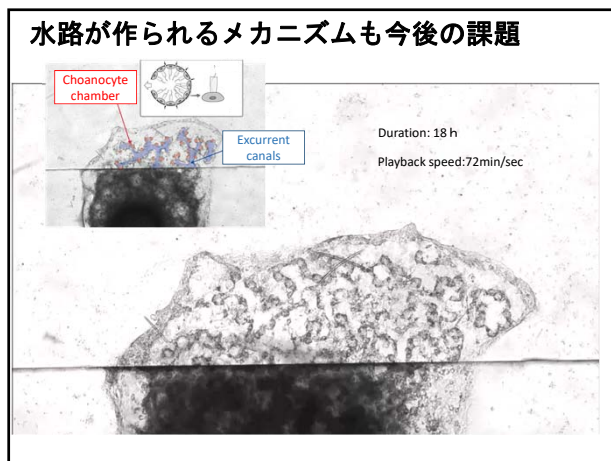 水路が作られるメカニズムも今後の課題
Choanocyte
chamber
Excurrent
canals
Duration: 18 h
Playback speed:72min/sec